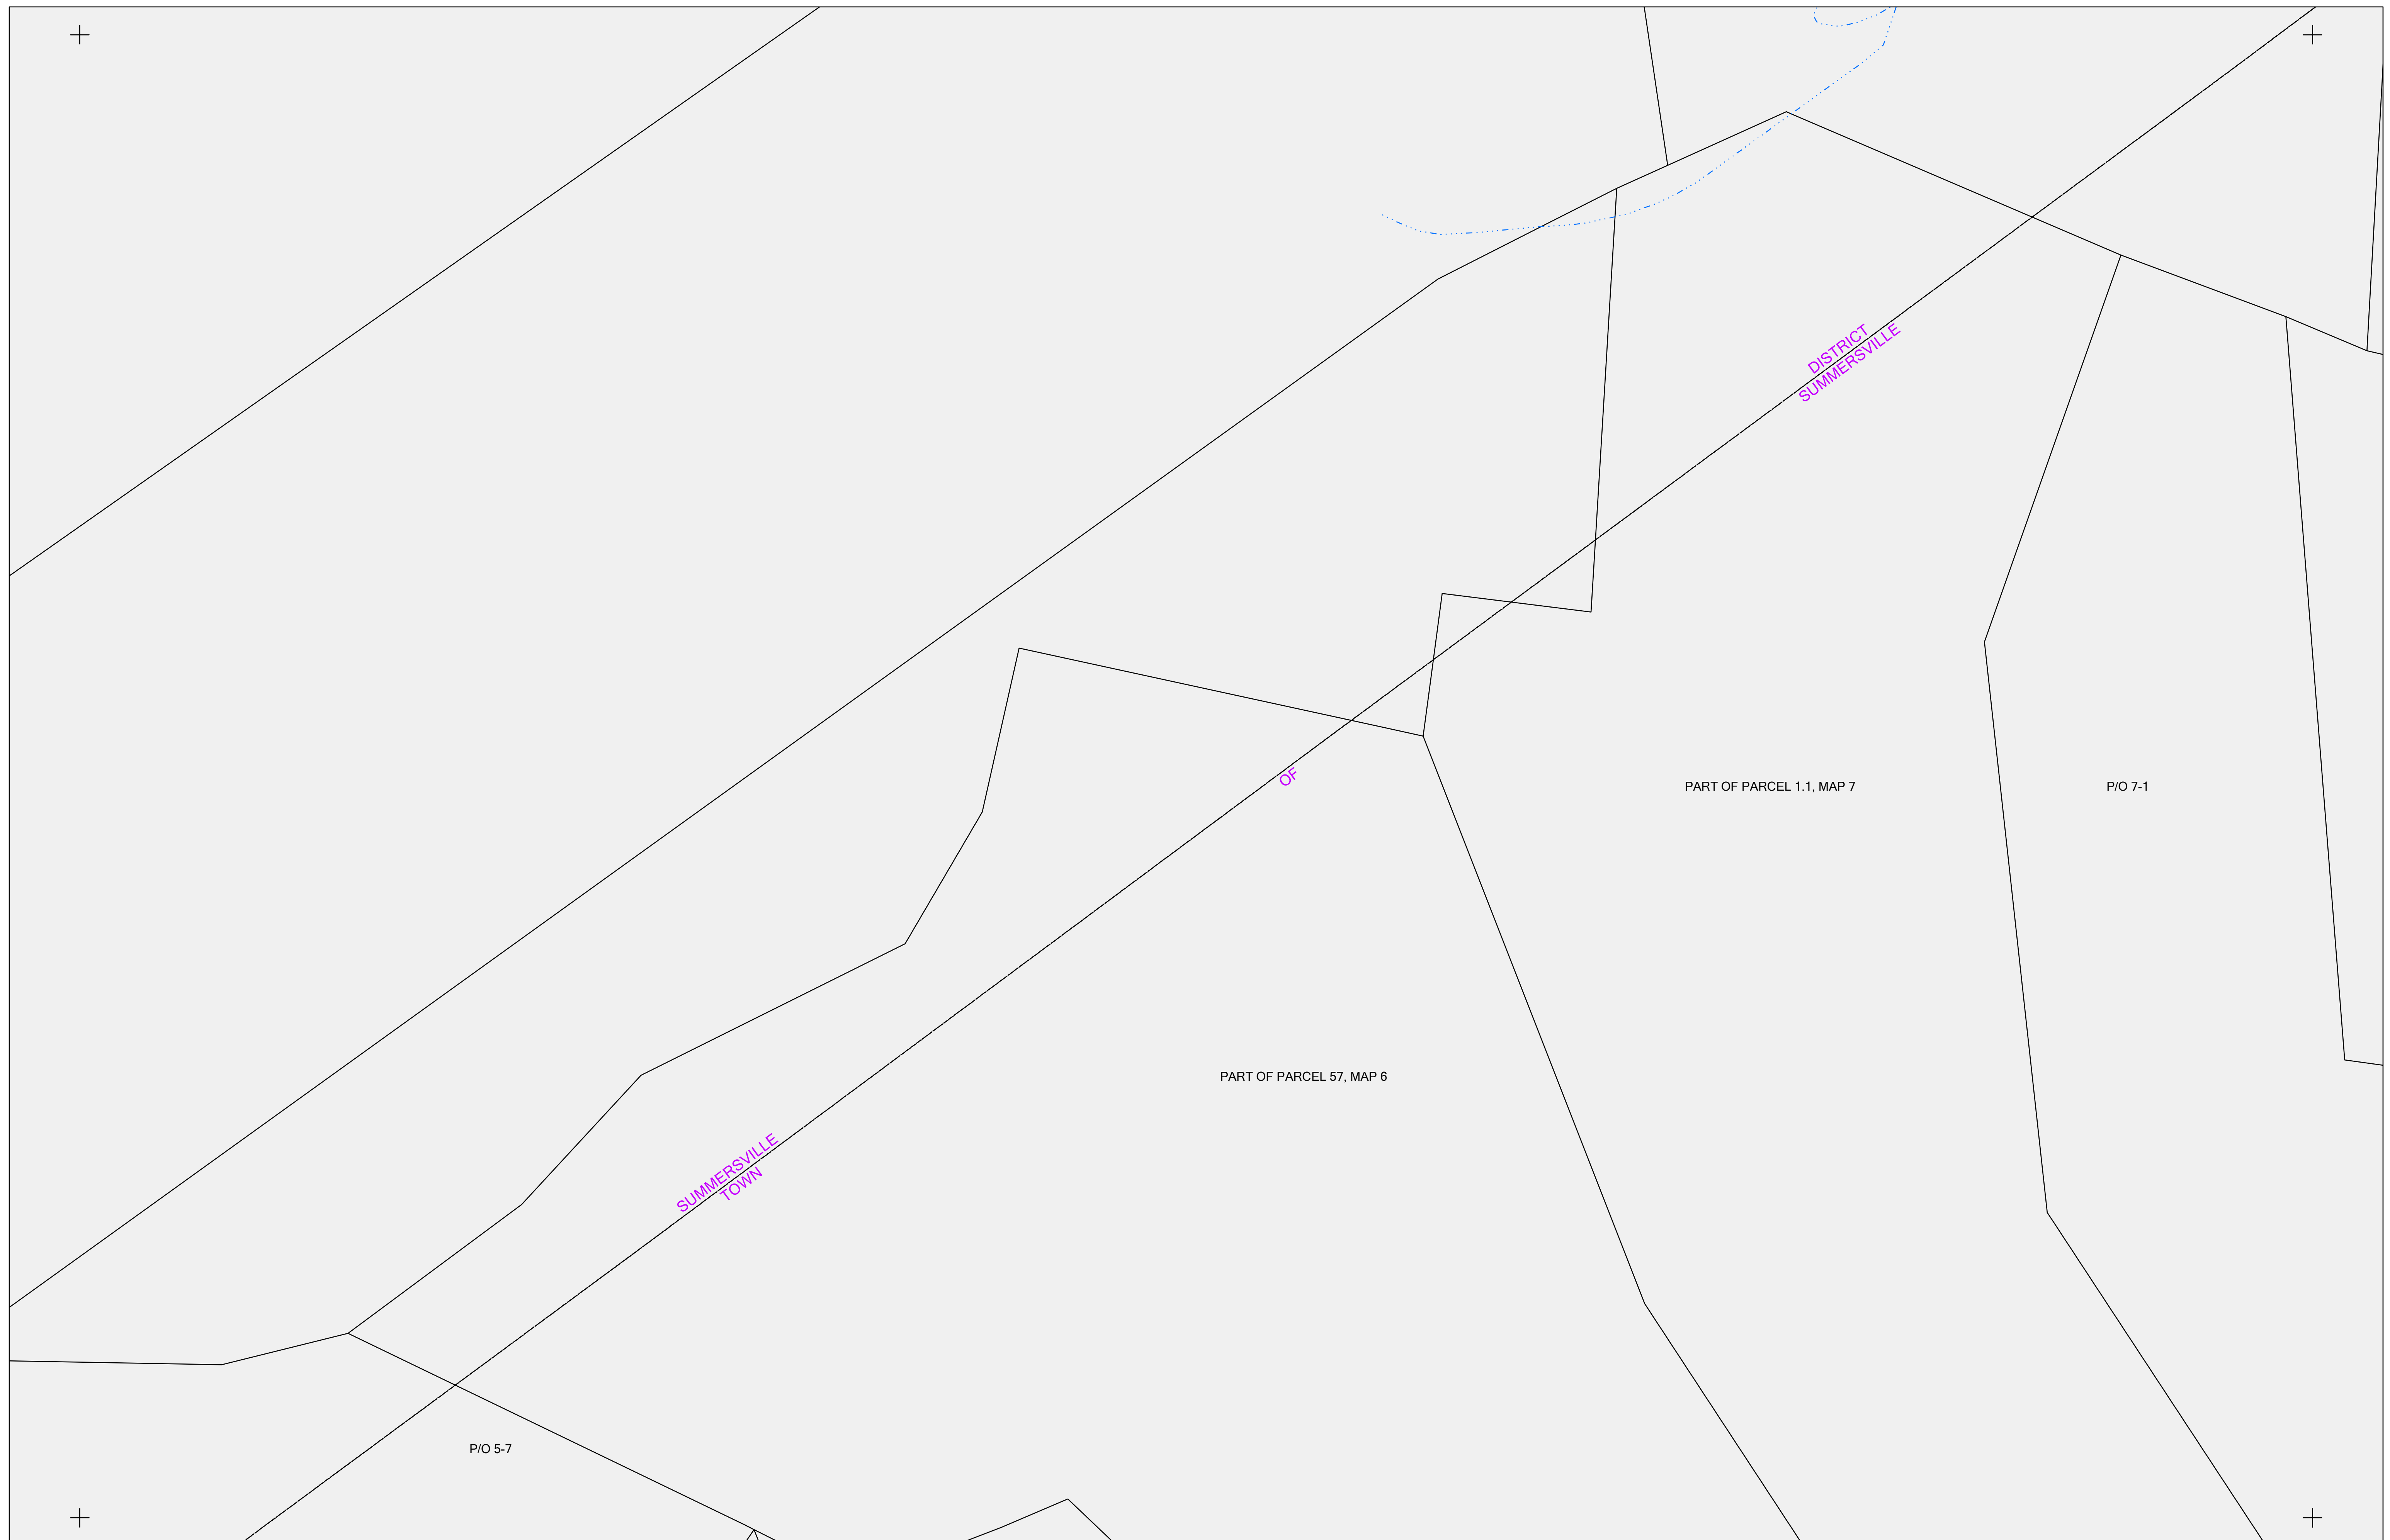 DISTRICT
SUMMERSVILLE
OF
PART OF PARCEL 1.1, MAP 7
P/O 7-1
PART OF PARCEL 57, MAP 6
SUMMERSVILLE
TOWN
P/O 5-7